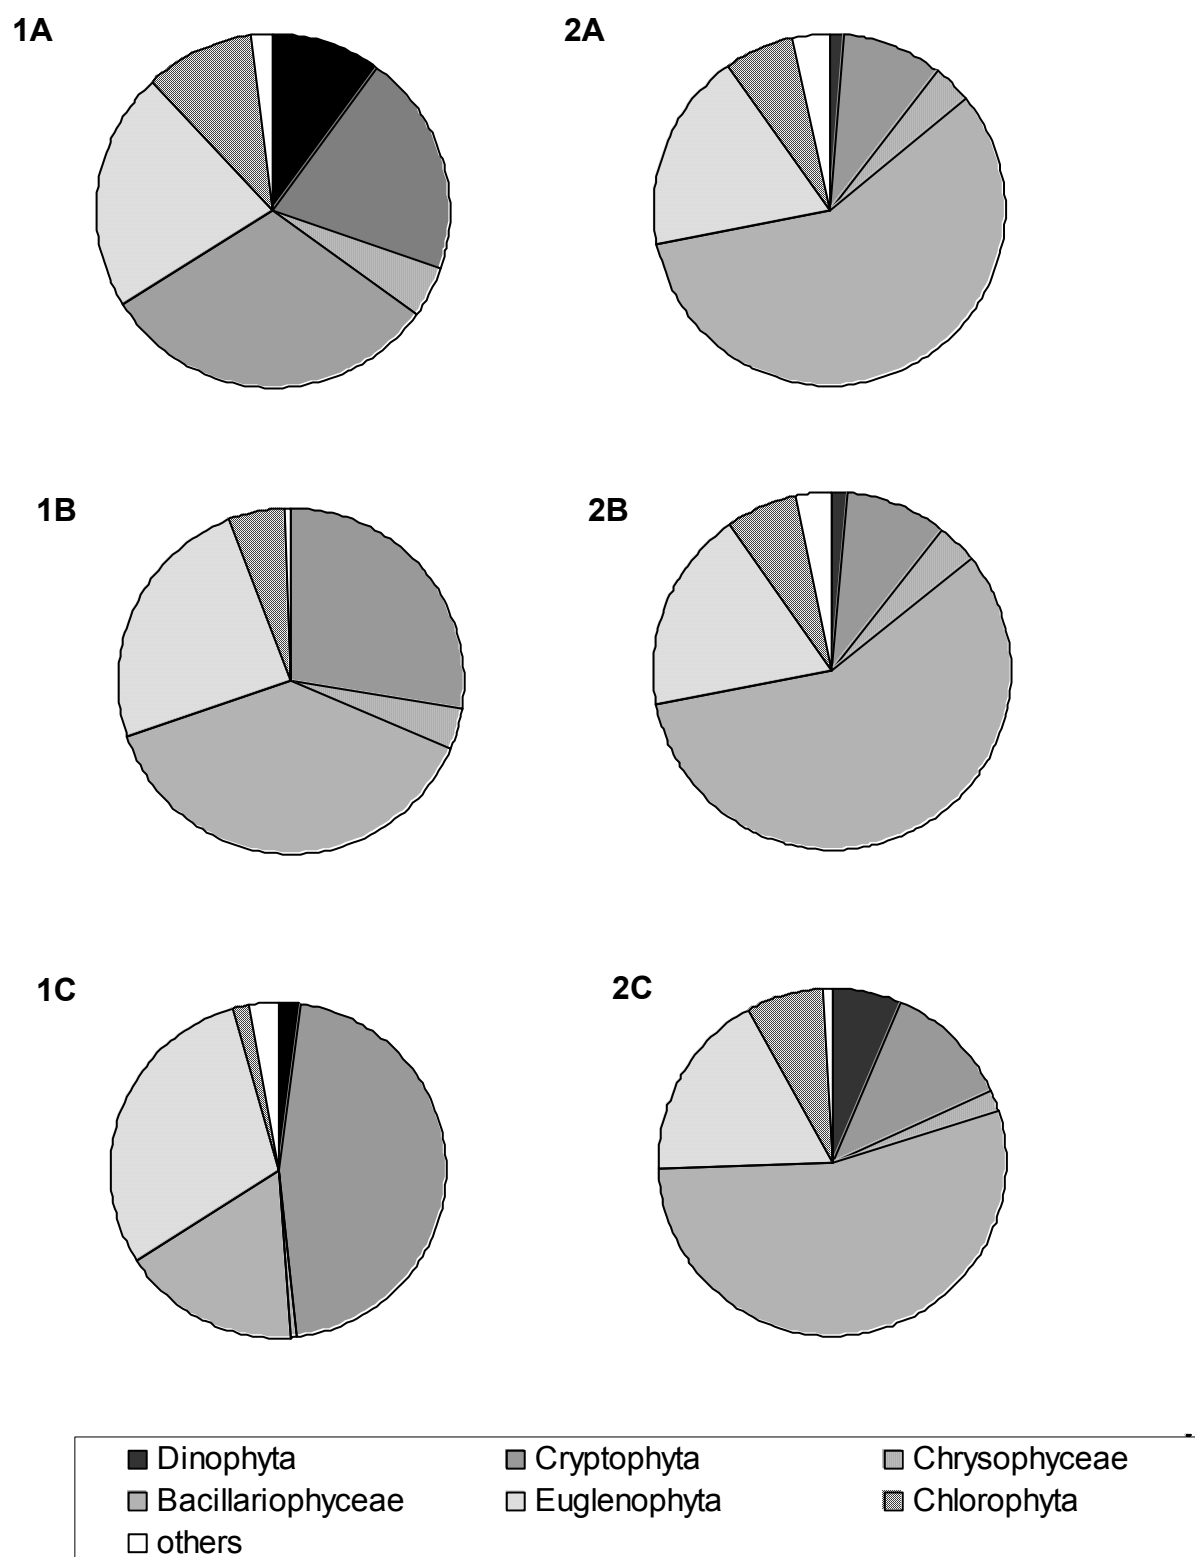 1A 2A
1B 2B
1C 2C
Dinophyta Cryptophyta Chrysophyceae
Bacillariophyceae Euglenophyta Chlorophyta
others